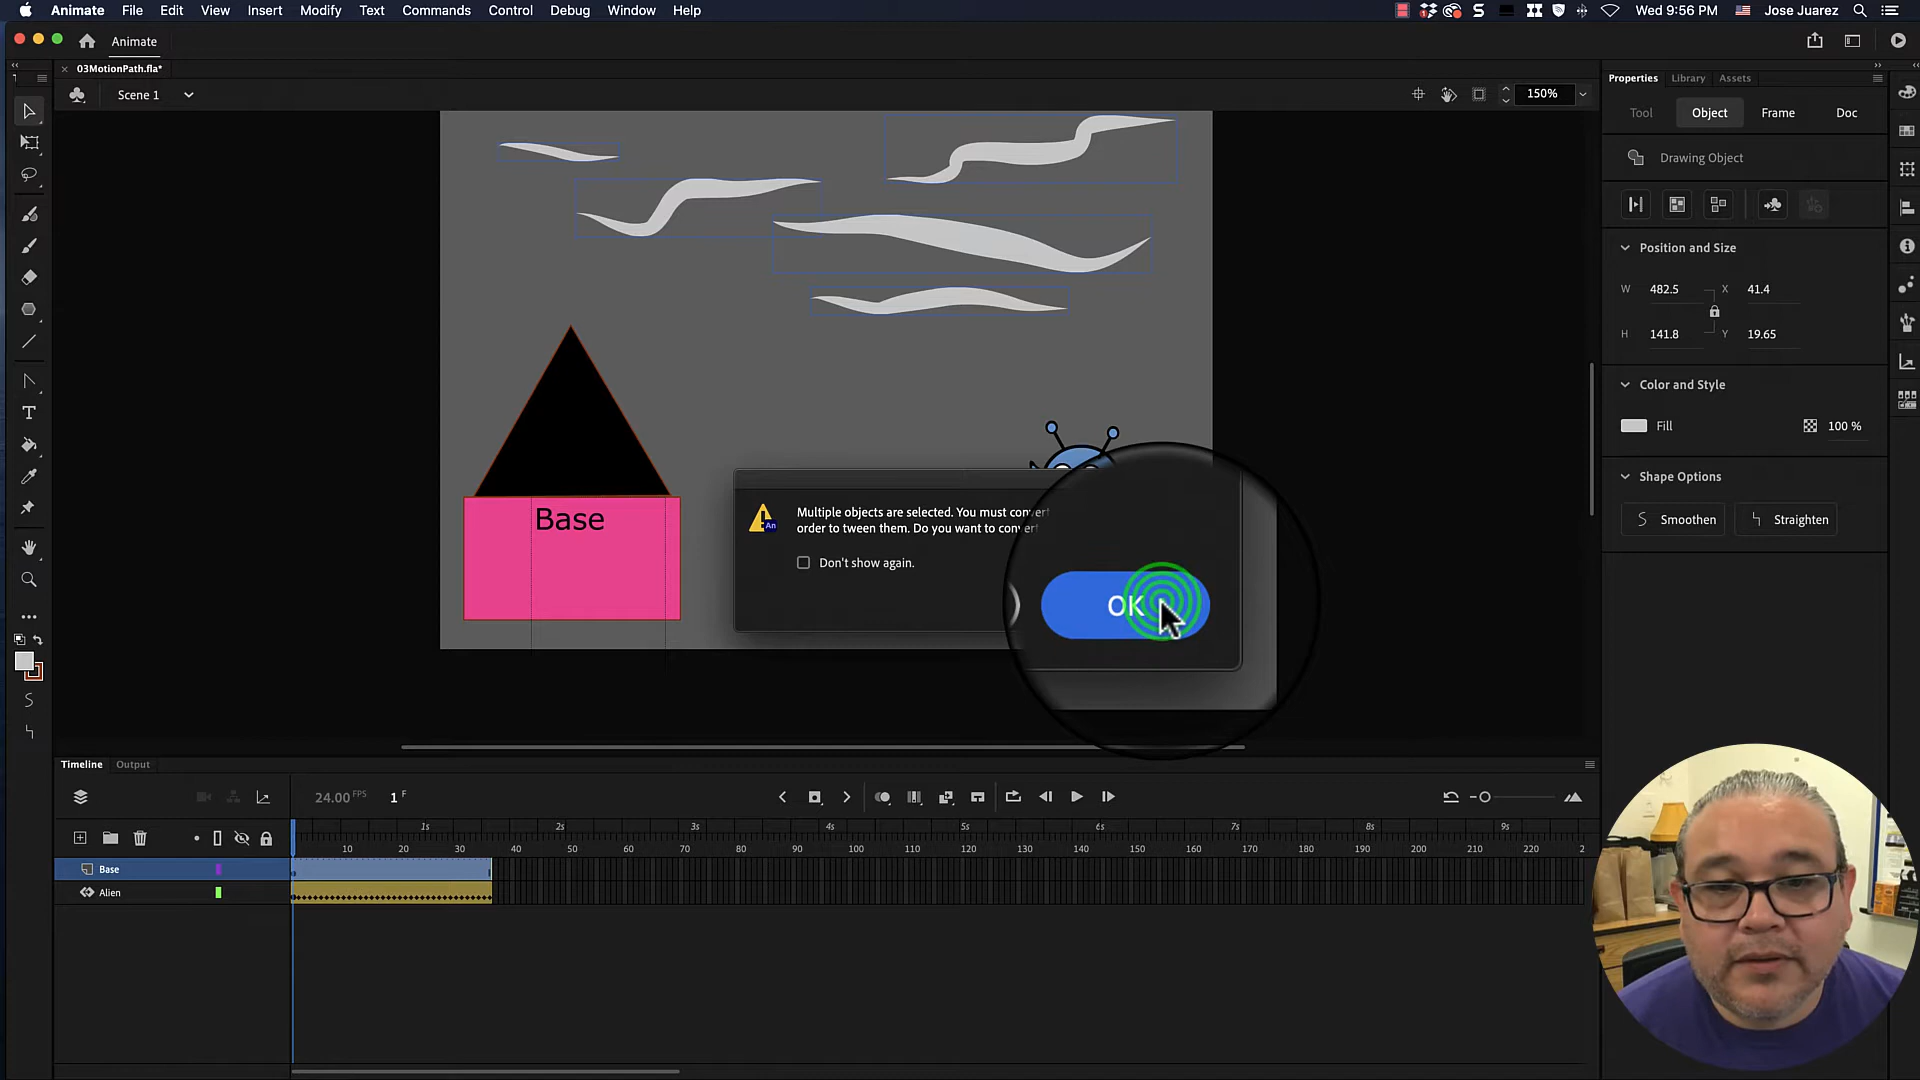 Animate File Edit View Insert Modify Text Commands Control Debug Window Help Wed 9:56 PM Jose Juarez
Animate
03MotionPath.fla*
Scene 1
150%
Properties Library Assets
Tool Object Frame Doc
Drawing Object
Position and Size
W 482.5 X 41.4
H 141.8 Y 19.65
Color and Style
Fill 100 %
Shape Options
Smoothen Straighten
Base
Multiple objects are selected. You must convert
order to tween them. Do you want to convert
Don't show again.
OK
Timeline Output
24.00 FPS 1 F
1s 2s 3s 4s 5s 6s 7s 8s 9s
10 20 30 40 50 60 70 80 90 100 110 120 130 140 150 160 170 180 190 200 210 220 2
Base
Alien